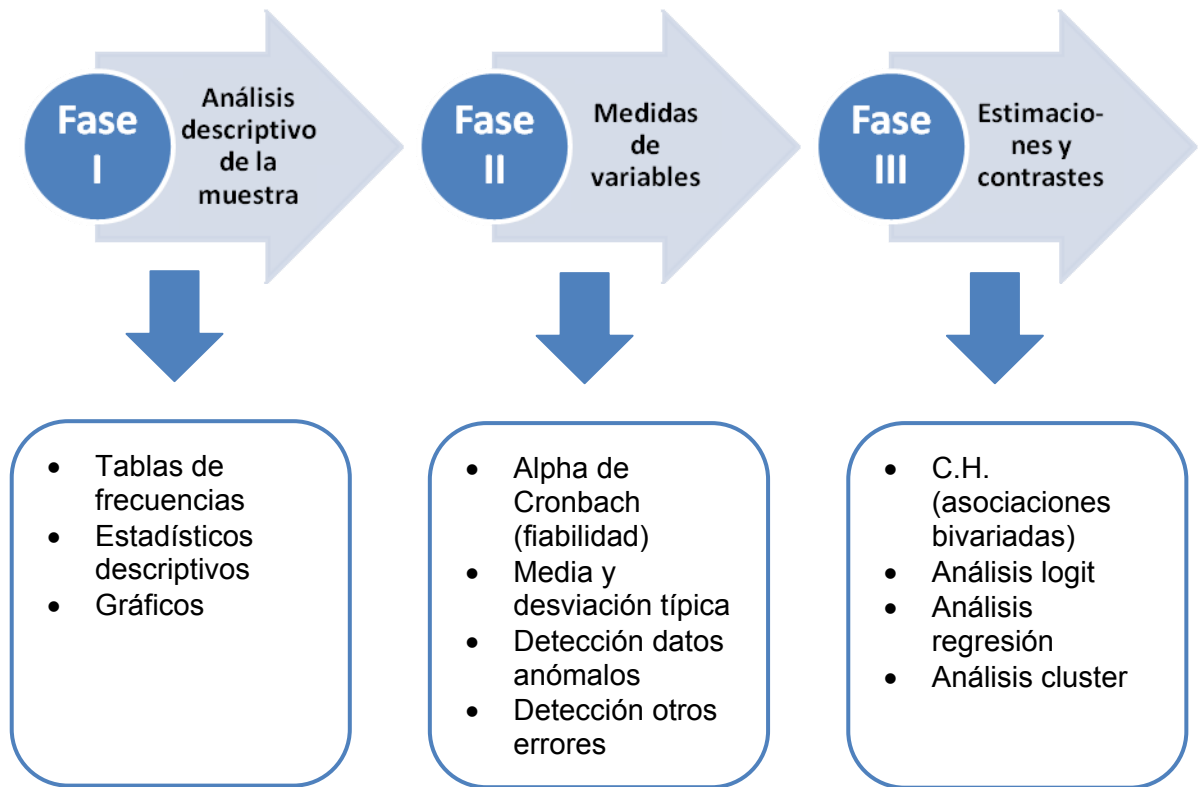 Fase
I
Análisis
descriptivo
de la
muestra
Fase
II
Medidas
de
variables
Fase
III
Estimacio-
nes y
contrastes
• Tablas de
frecuencias
• Estadísticos
descriptivos
• Gráficos
• Alpha de
Cronbach
(fiabilidad)
• Media y
desviación típica
• Detección datos
anómalos
• Detección otros
errores
• C.H.
(asociaciones
bivariadas)
• Análisis logit
• Análisis
regresión
• Análisis cluster